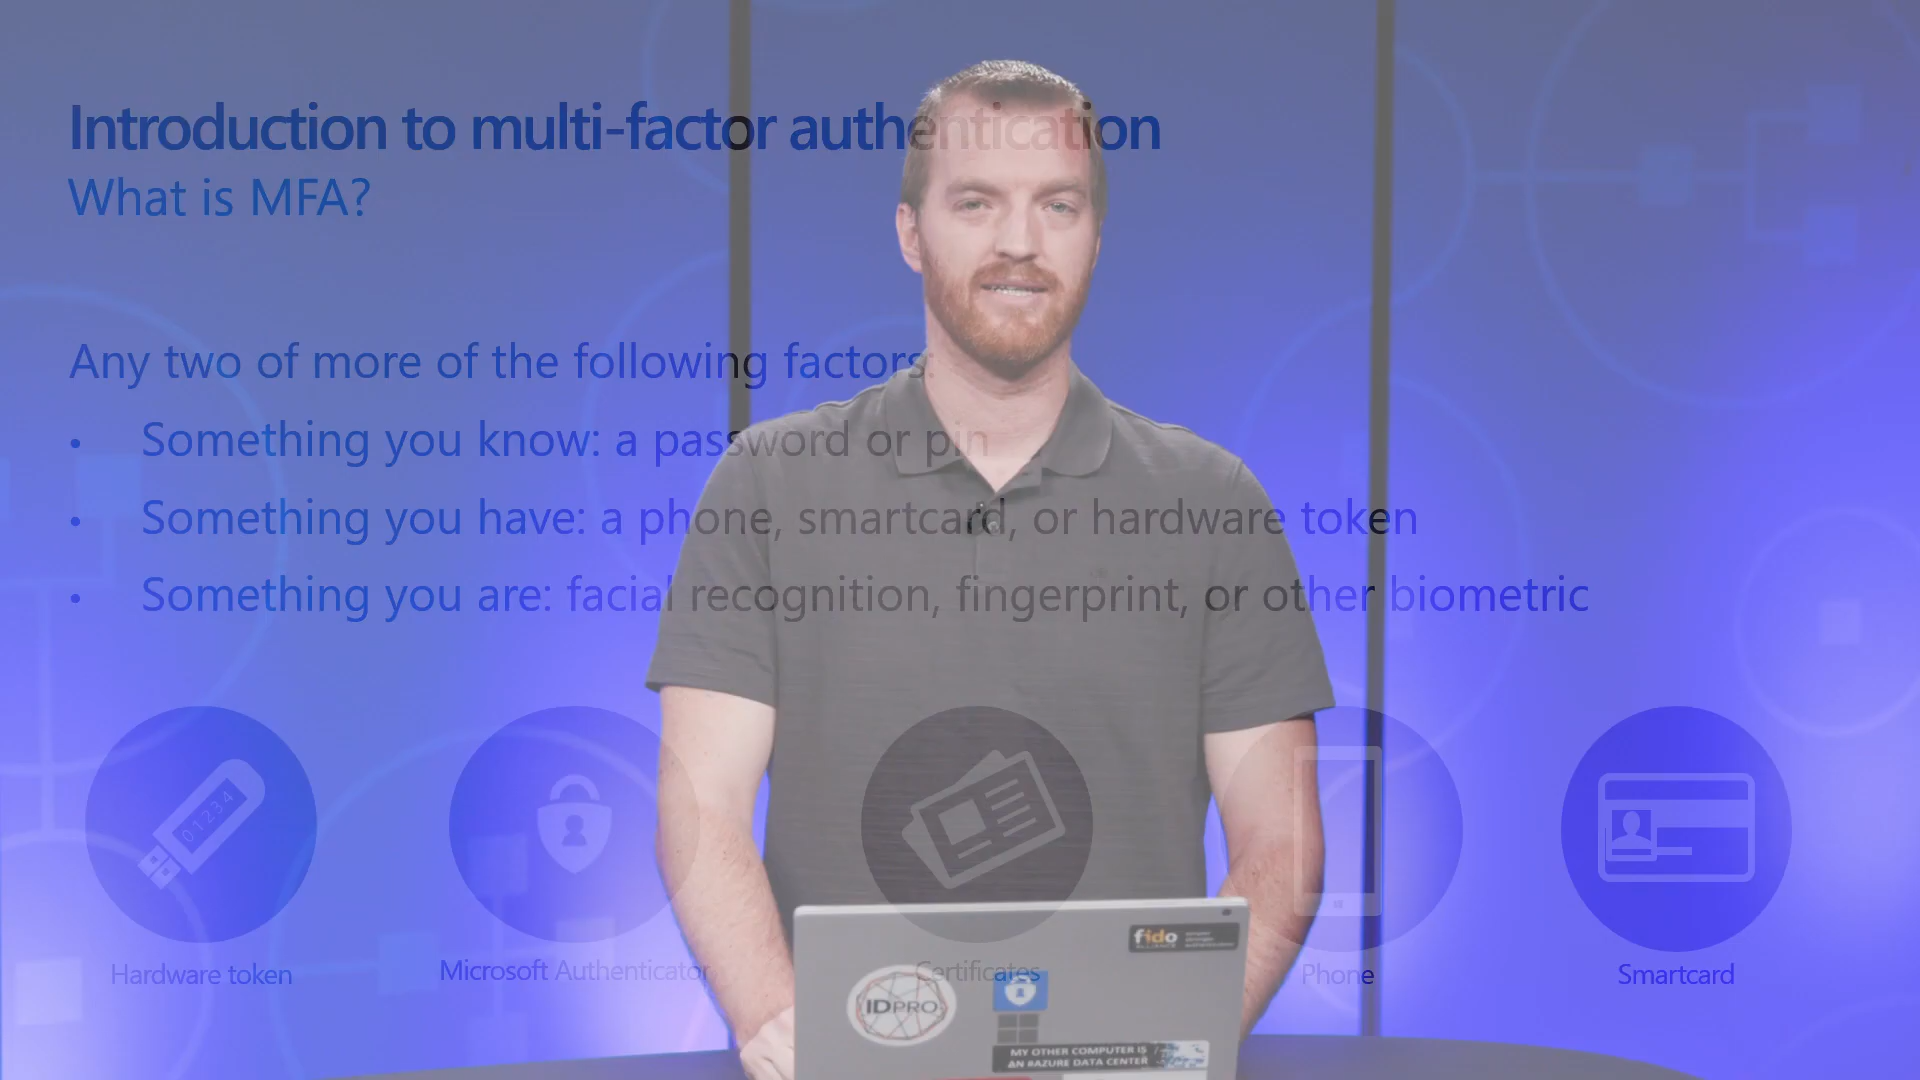 Introduction to multi-factor authentication
What is MFA?
Any two of more of the following factors
• Something you know: a password or pin
• Something you have: a phone, smartcard, or hardware token
• Something you are: facial recognition, fingerprint, or other biometric
01234
Hardware token
Microsoft Authenticator
Certificates
Phone
Smartcard
fido
ALLIANCE
IDPRO
MY OTHER COMPUTER IS
AN #AZURE DATA CENTER